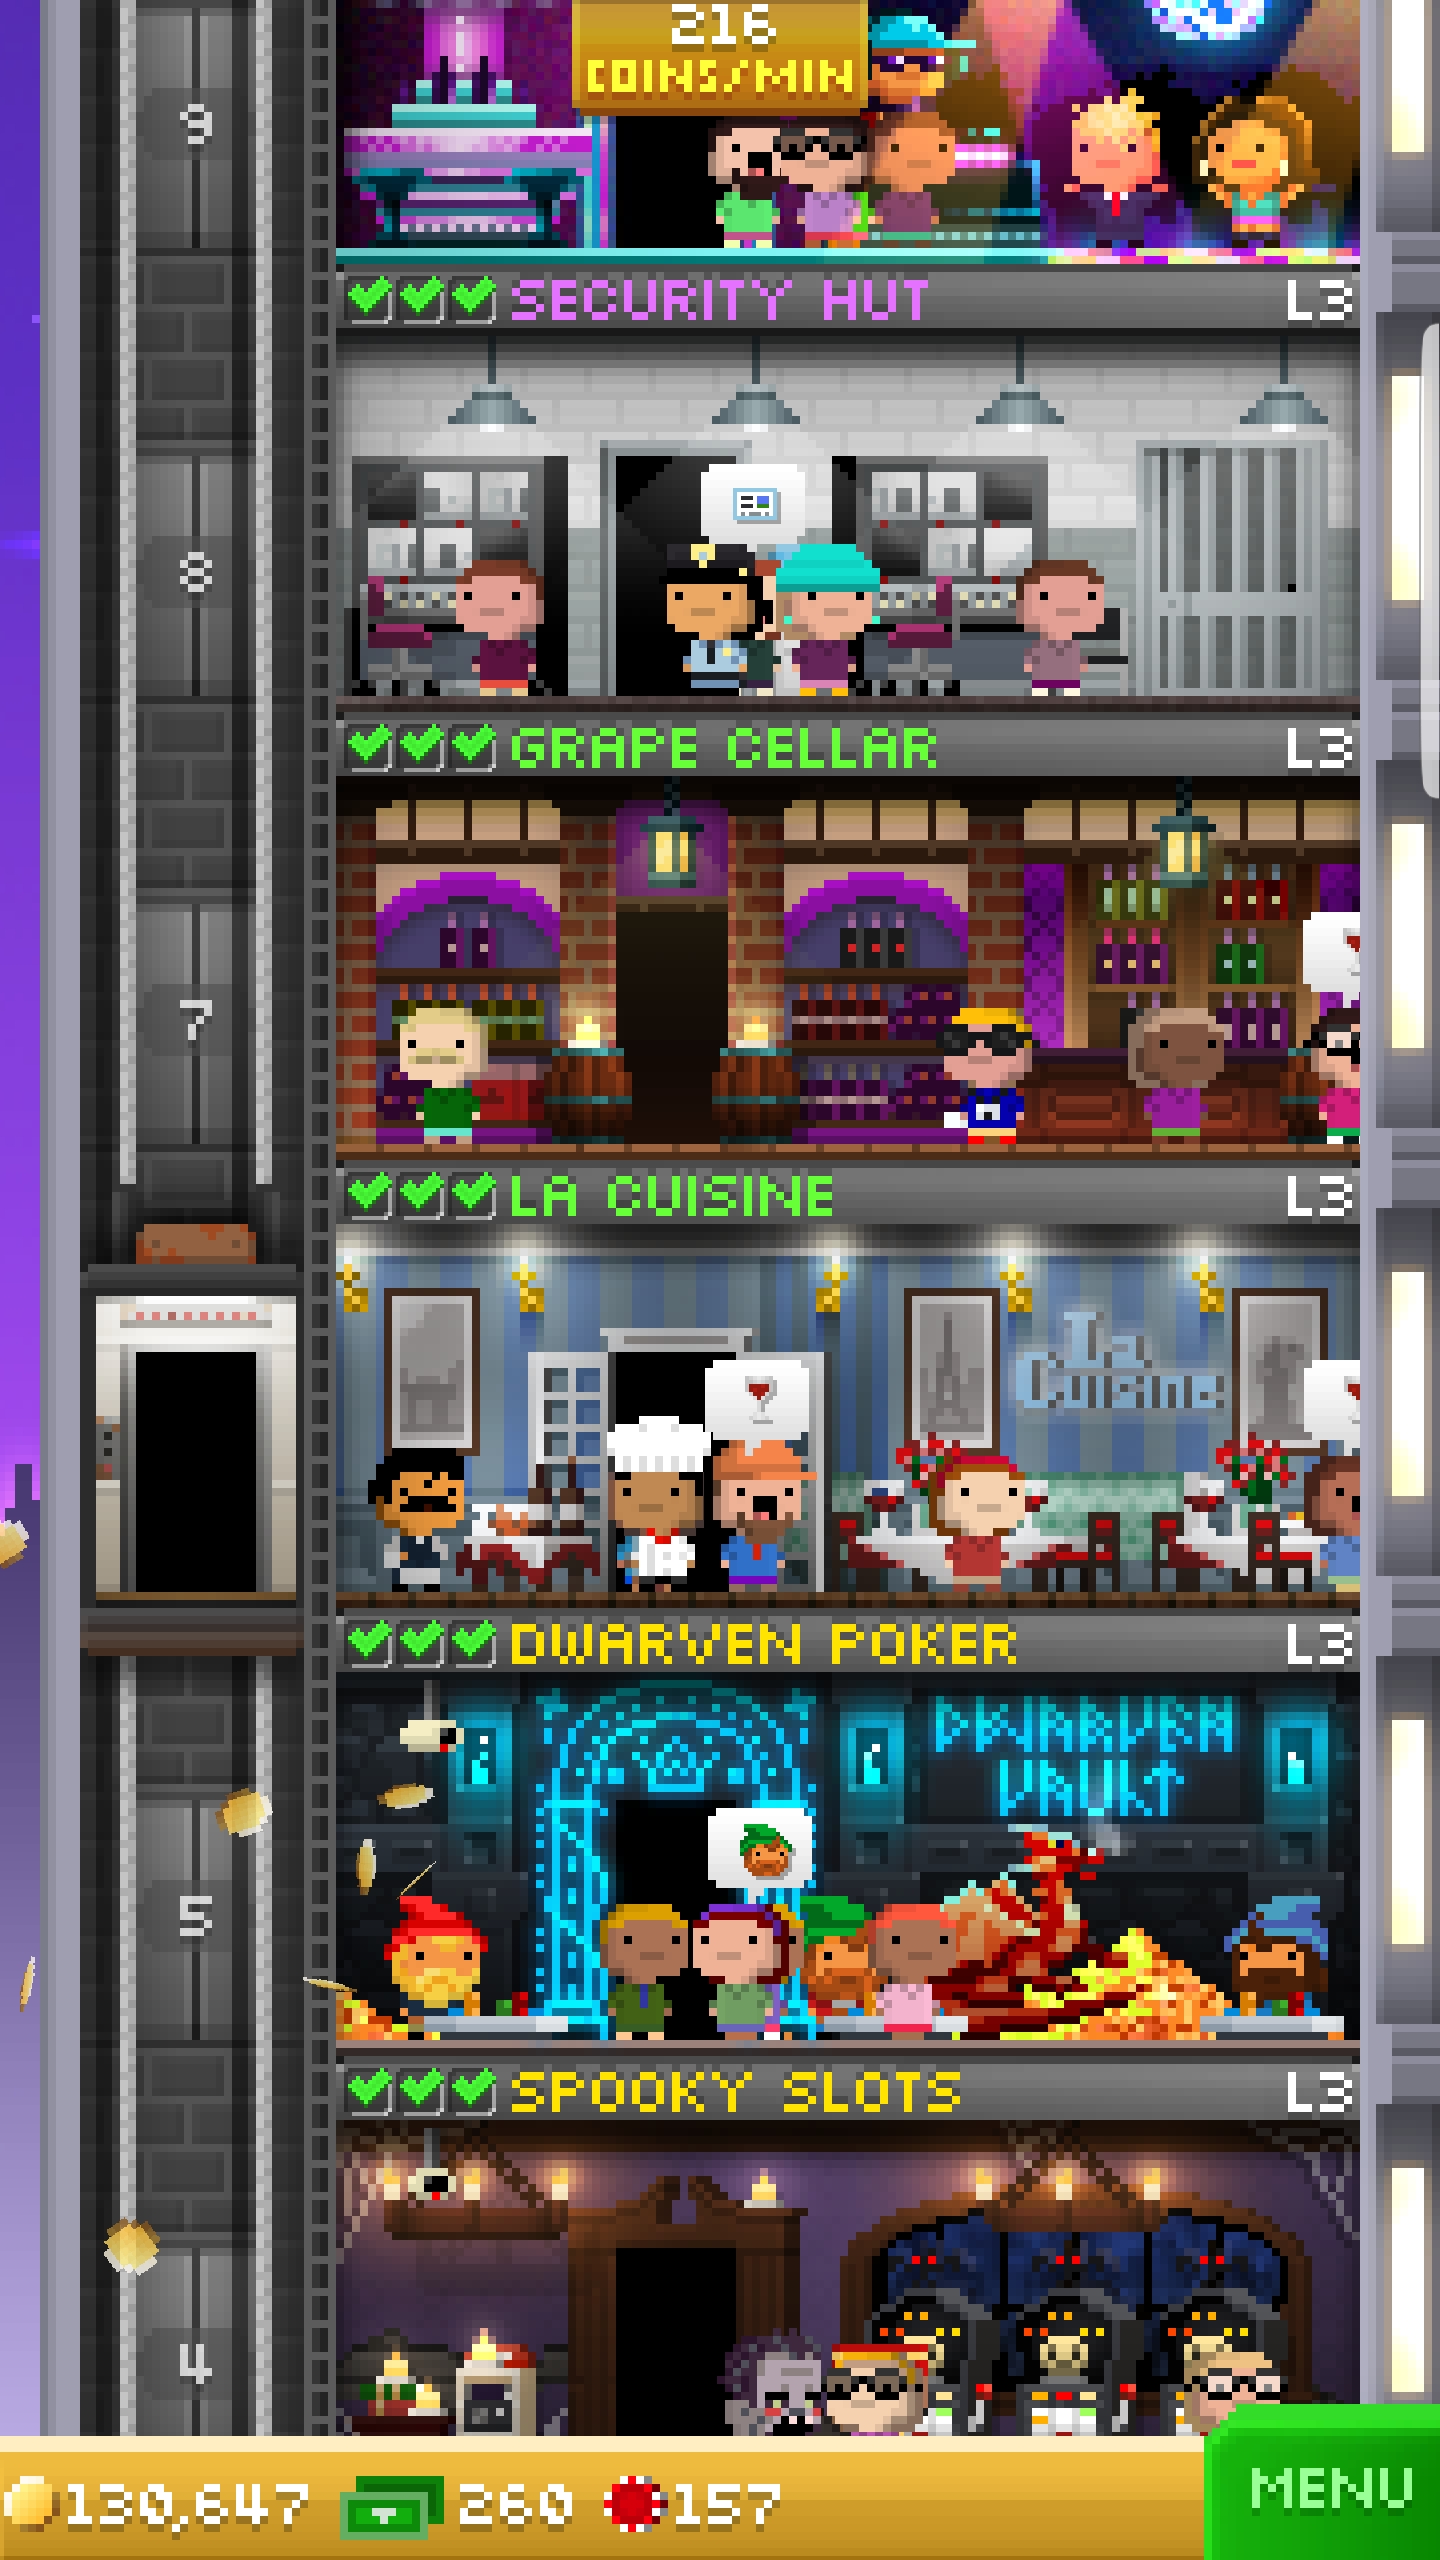 216
COINS/MIN
9
SECURITY HUT L3
8
GRAPE CELLAR L3
7
LA CUISINE L3
La
Cuisine
DWARVEN POKER L3
DWARVEN
VAULT
5
SPOOKY SLOTS L3
4
130,647 260 157
MENU